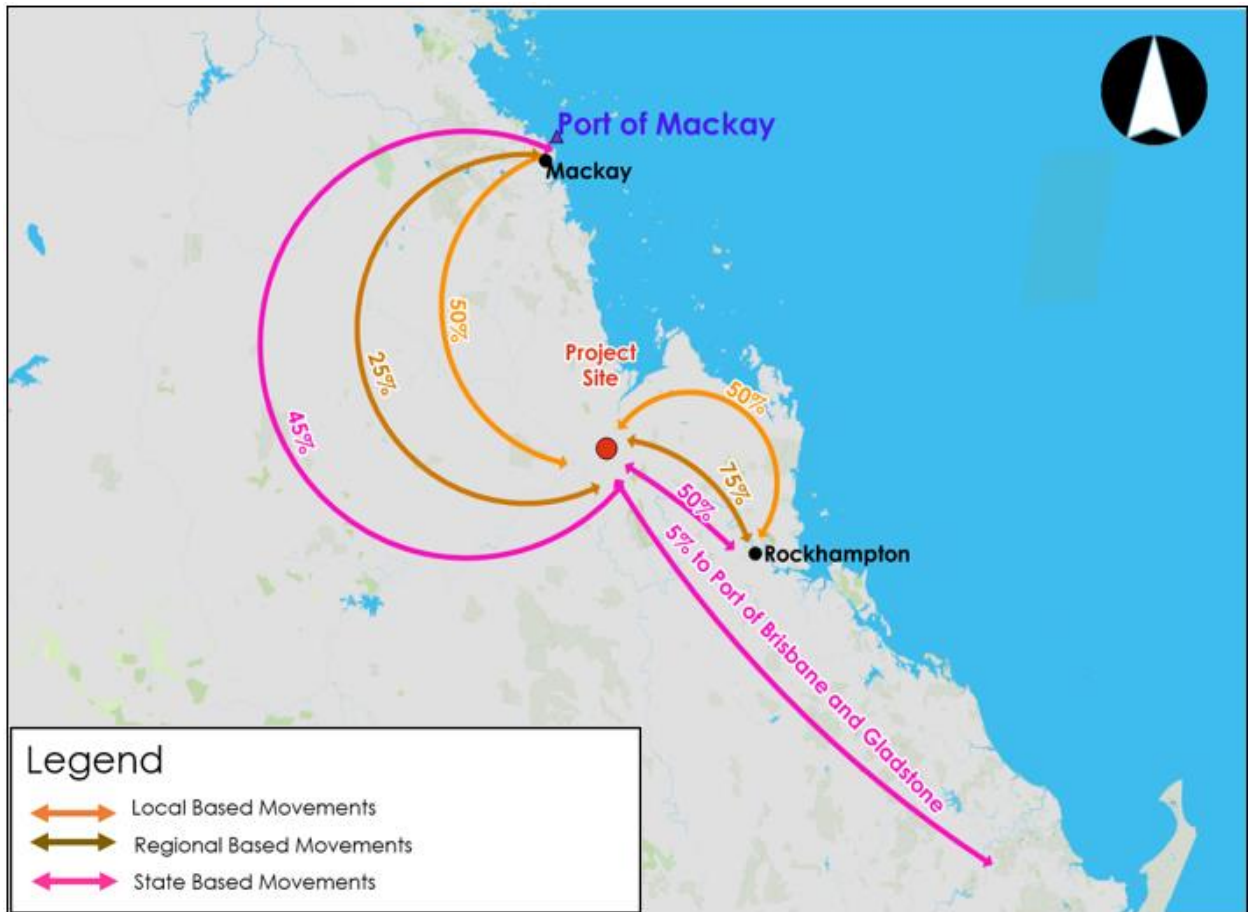 Port of Mackay
Mackay
50%
Project
Site
25%
50%
45%
75%
50%
Rockhampton
5% to Port of Brisbane and Gladstone
Legend
Local Based Movements
Regional Based Movements
State Based Movements